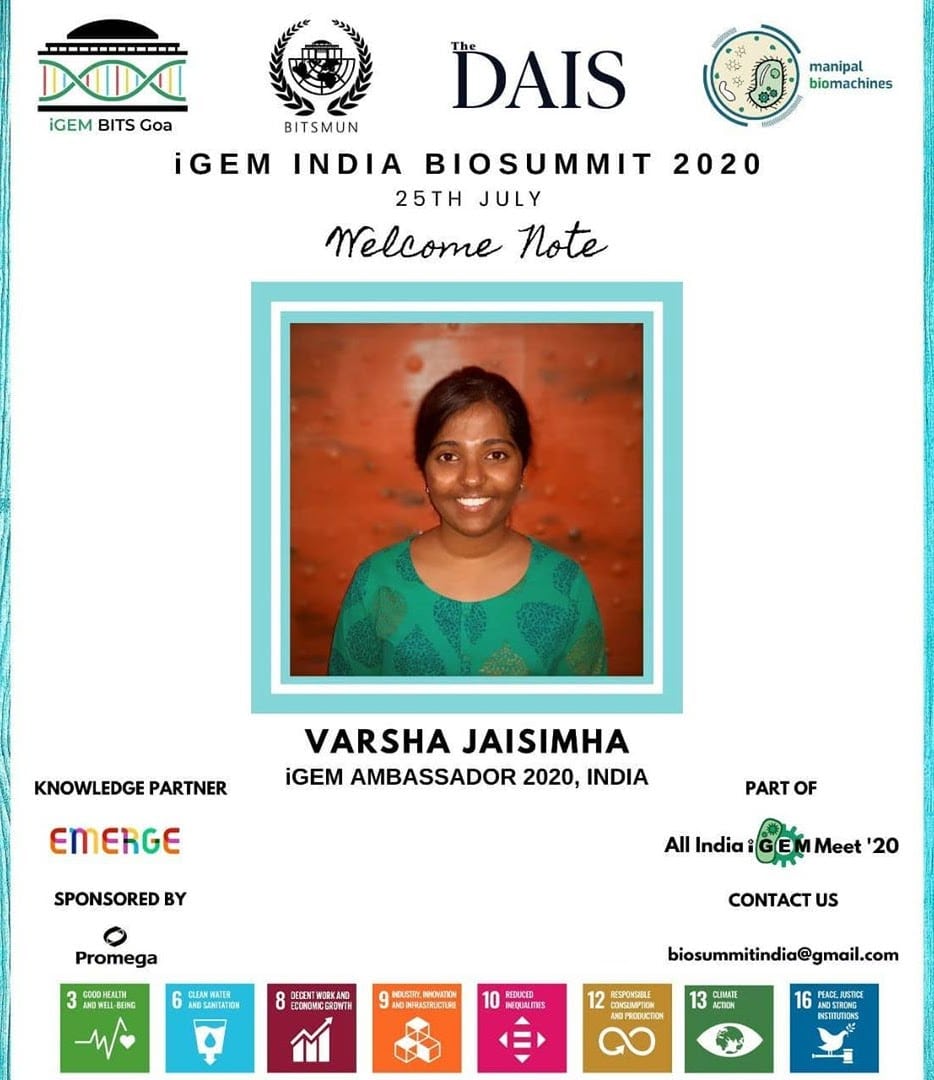 iGEM BITS Goa
BITSMUN
The
DAIS
manipal
biomachines
iGEM INDIA BIOSUMMIT 2020
25TH JULY
Welcome Note
VARSHA JAISIMHA
iGEM AMBASSADOR 2020, INDIA
KNOWLEDGE PARTNER
EMERGE
SPONSORED BY
Promega
PART OF
All India iGEM Meet '20
CONTACT US
biosummitindia@gmail.com
3 GOOD HEALTH
AND WELL-BEING
6 CLEAN WATER
AND SANITATION
8 DECENT WORK AND
ECONOMIC GROWTH
9 INDUSTRY, INNOVATION
AND INFRASTRUCTURE
10 REDUCED
INEQUALITIES
12 RESPONSIBLE
CONSUMPTION
AND PRODUCTION
13 CLIMATE
ACTION
16 PEACE, JUSTICE
AND STRONG
INSTITUTIONS